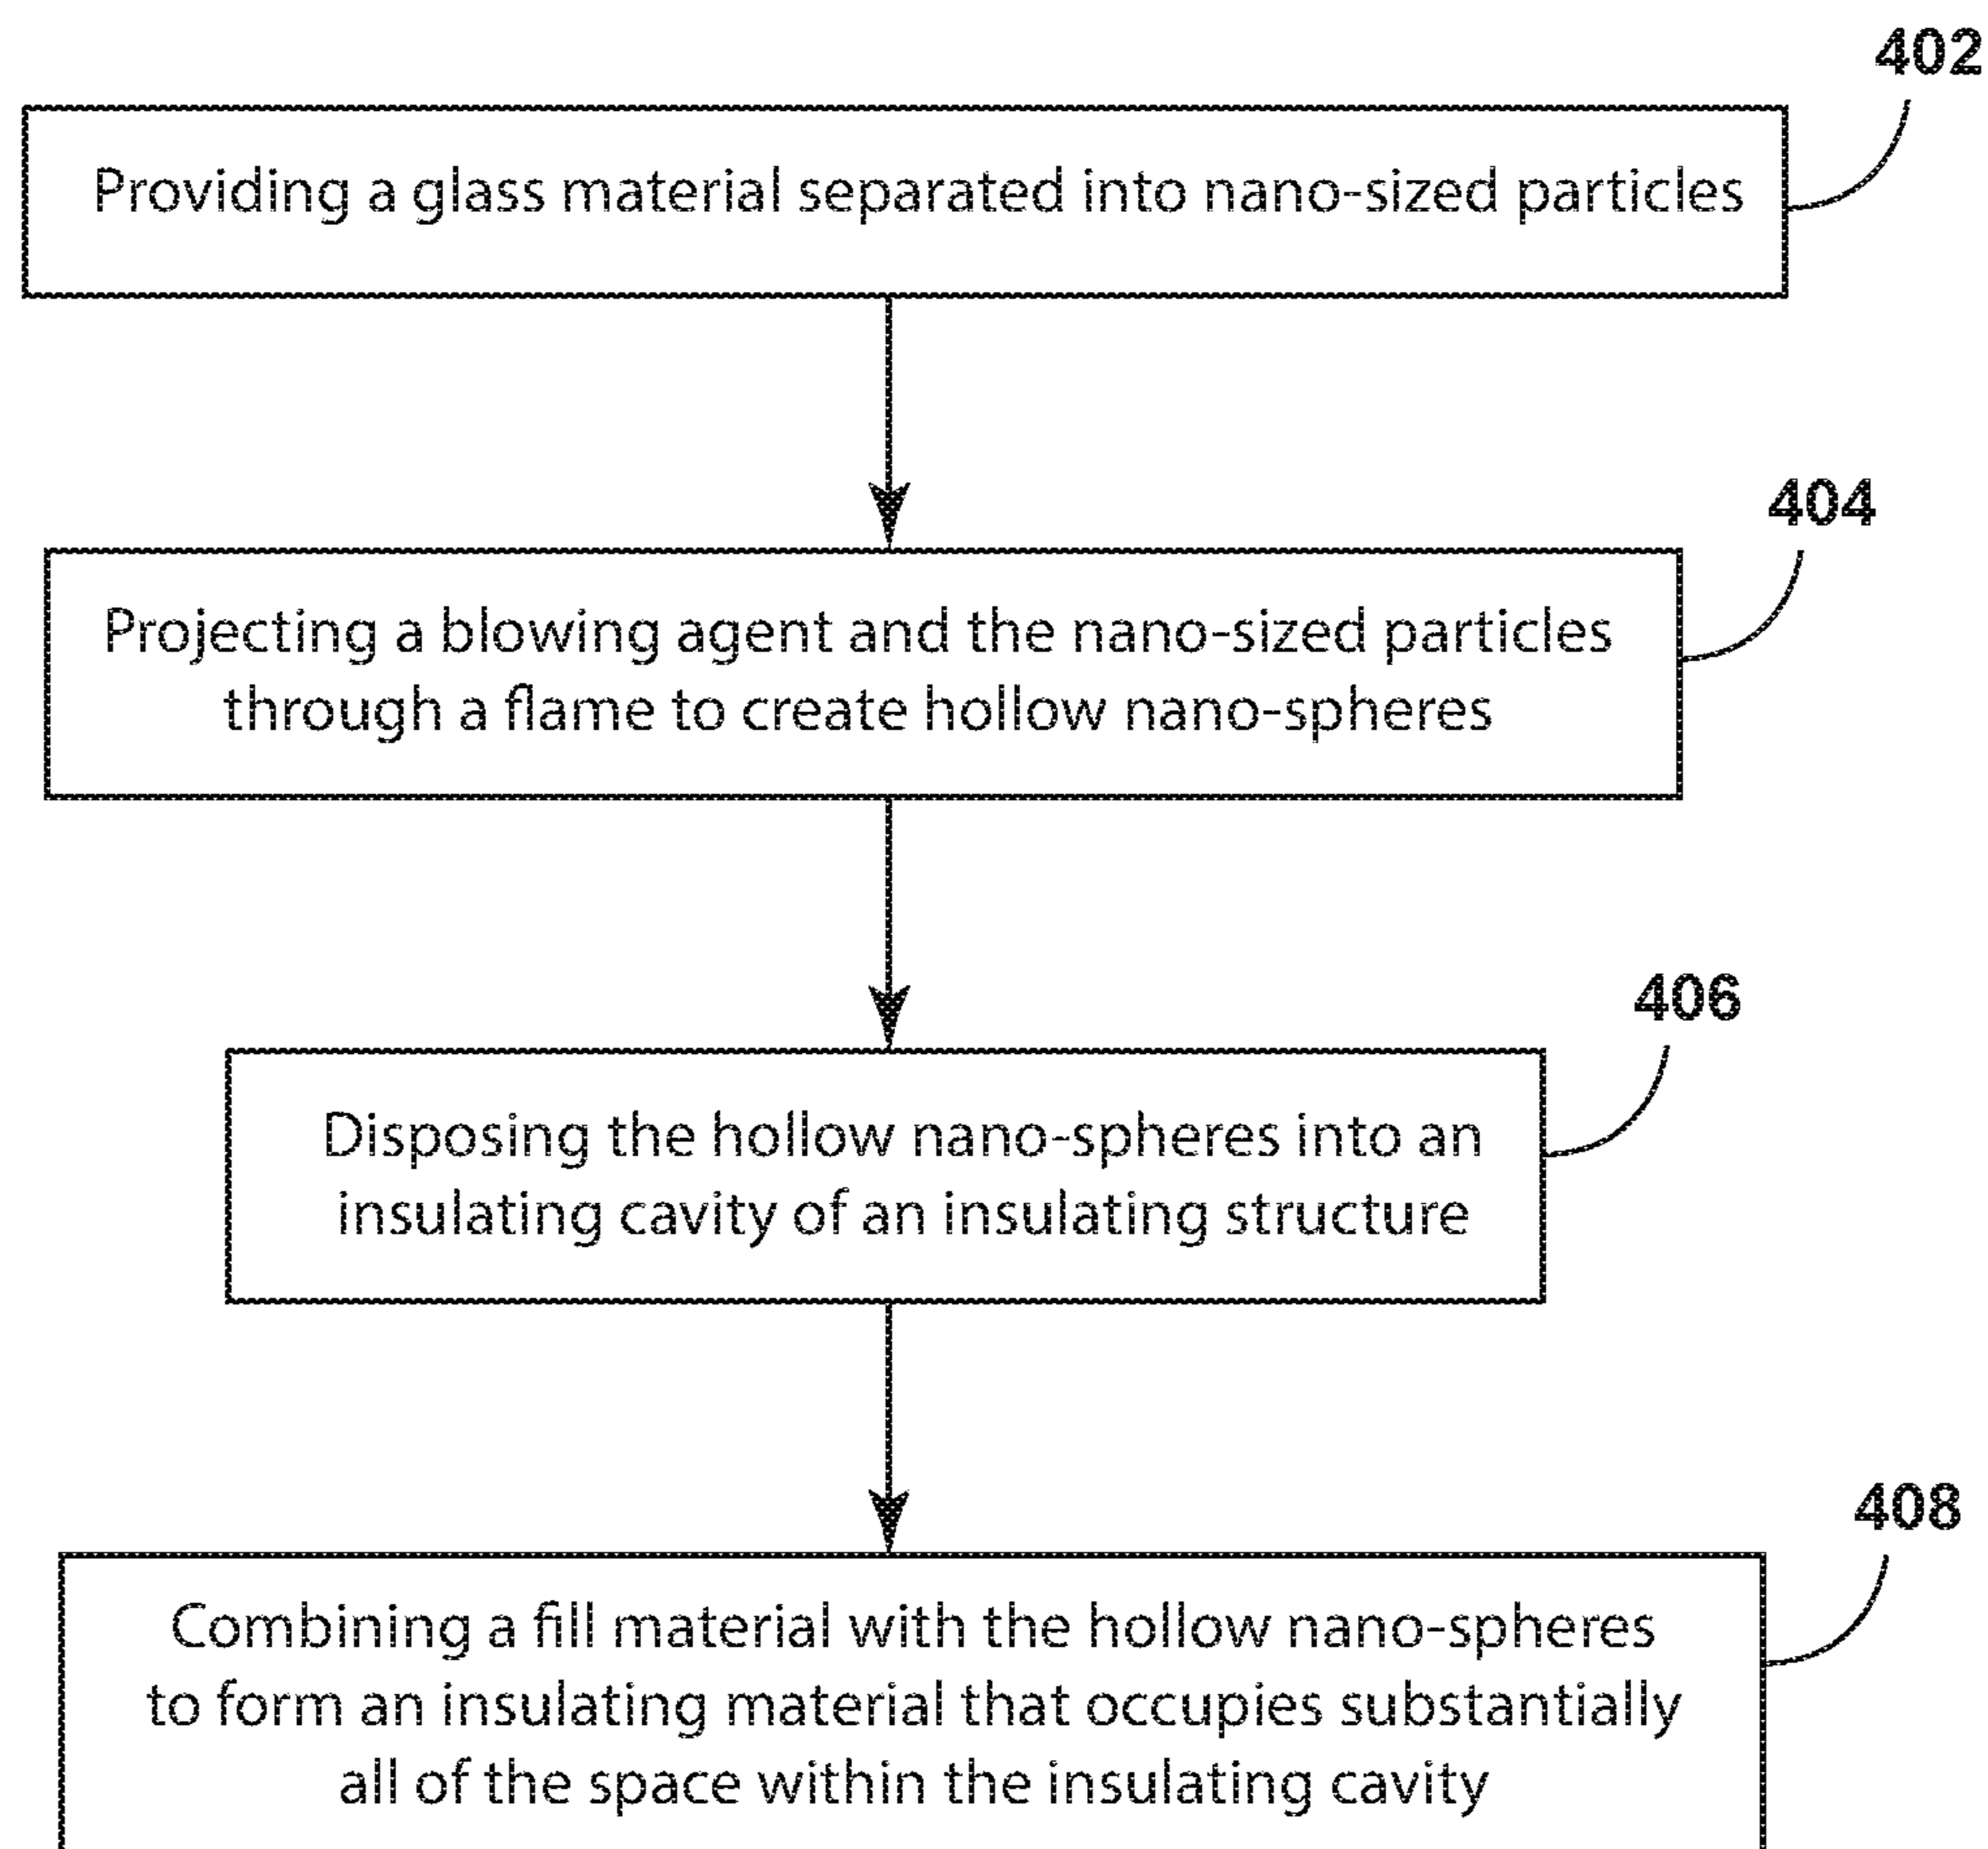 402
Providing a glass material separated into nano-sized particles
404
Projecting a blowing agent and the nano-sized particles
through a flame to create hollow nano-spheres
406
Disposing the hollow nano-spheres into an
insulating cavity of an insulating structure
408
Combining a fill material with the hollow nano-spheres
to form an insulating material that occupies substantially
all of the space within the insulating cavity